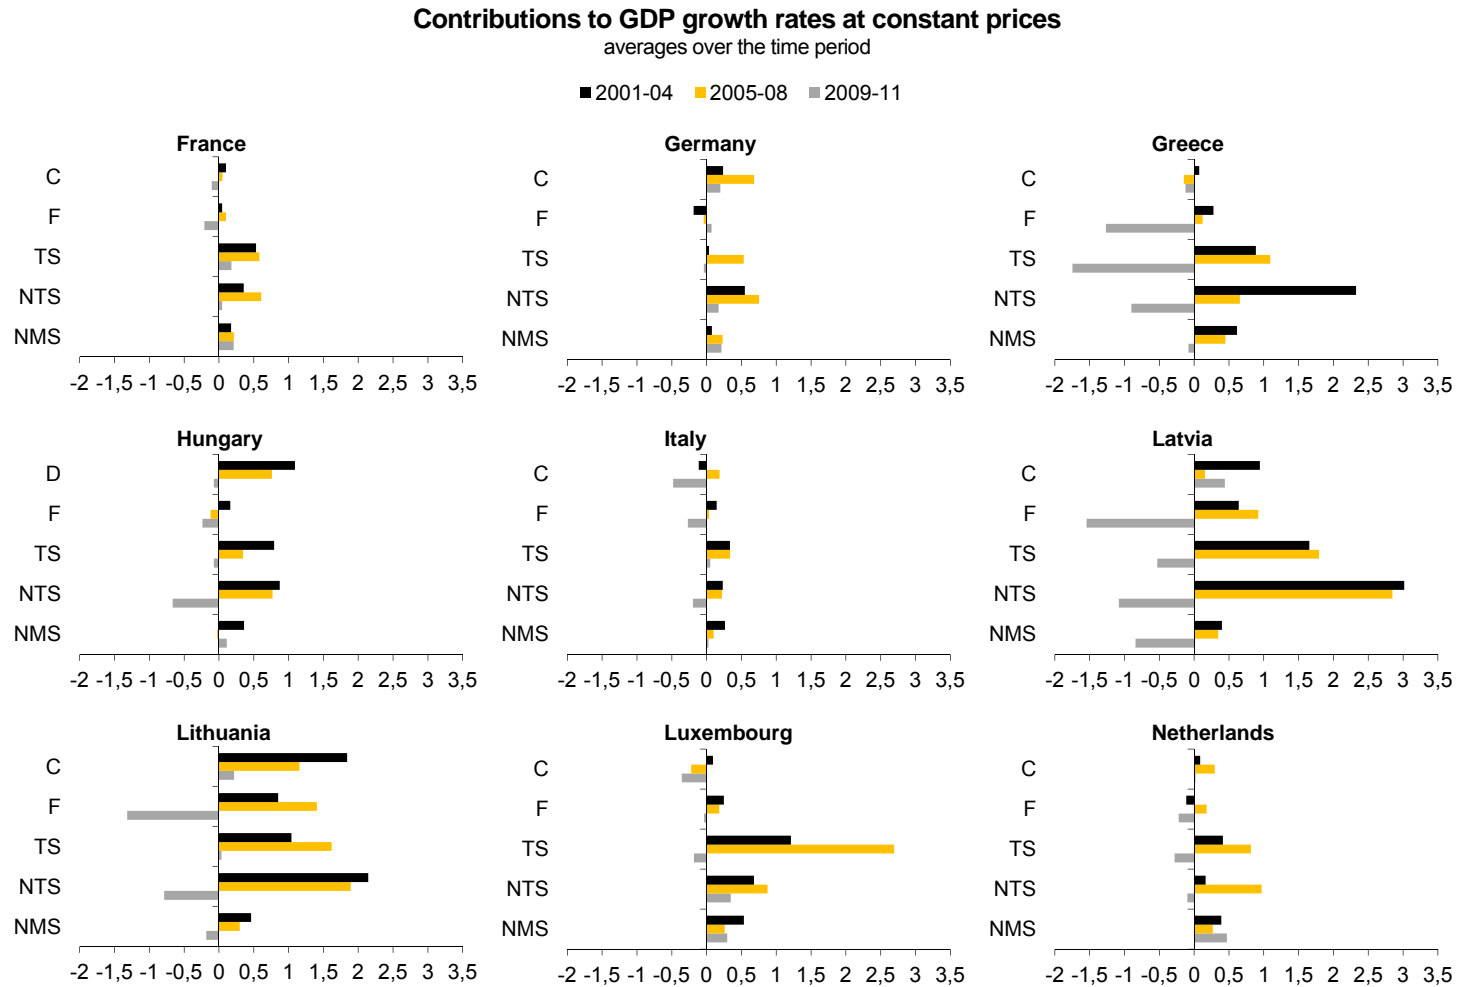 Contributions to GDP growth rates at constant prices
averages over the time period
2001-04 2005-08 2009-11
France
C
F
TS
NTS
NMS
-2 -1,5 -1 -0,5 0 0,5 1 1,5 2 2,5 3 3,5
Germany
C
F
TS
NTS
NMS
-2 -1,5 -1 -0,5 0 0,5 1 1,5 2 2,5 3 3,5
Greece
C
F
TS
NTS
NMS
-2 -1,5 -1 -0,5 0 0,5 1 1,5 2 2,5 3 3,5
Hungary
D
F
TS
NTS
NMS
-2 -1,5 -1 -0,5 0 0,5 1 1,5 2 2,5 3 3,5
Italy
C
F
TS
NTS
NMS
-2 -1,5 -1 -0,5 0 0,5 1 1,5 2 2,5 3 3,5
Latvia
C
F
TS
NTS
NMS
-2 -1,5 -1 -0,5 0 0,5 1 1,5 2 2,5 3 3,5
Lithuania
C
F
TS
NTS
NMS
-2 -1,5 -1 -0,5 0 0,5 1 1,5 2 2,5 3 3,5
Luxembourg
C
F
TS
NTS
NMS
-2 -1,5 -1 -0,5 0 0,5 1 1,5 2 2,5 3 3,5
Netherlands
C
F
TS
NTS
NMS
-2 -1,5 -1 -0,5 0 0,5 1 1,5 2 2,5 3 3,5